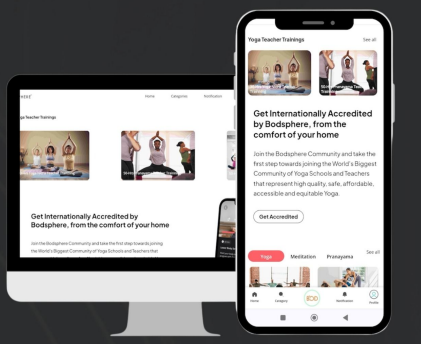 Home Categories Notification
ga Teacher Trainings
Get Internationally Accredited by
Bodsphere, from the comfort of your home
Join the Bodsphere Community and take the first step towards joining
the World's Biggest Community of Yoga Schools and Teachers that
Yoga Teacher Trainings See all
Get Internationally Accredited
by Bodsphere, from the
comfort of your home
Join the Bodsphere Community and take the
first step towards joining the World's Biggest
Community of Yoga Schools and Teachers
that represent high quality, safe, affordable,
accessible and equitable Yoga.
Get Accredited
See all
Yoga Meditation Pranayama
Home Category Notification Profile